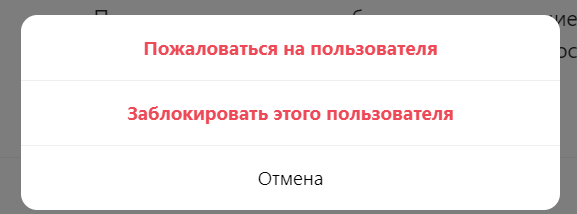 Пожаловаться на пользователя
Заблокировать этого пользователя
Отмена